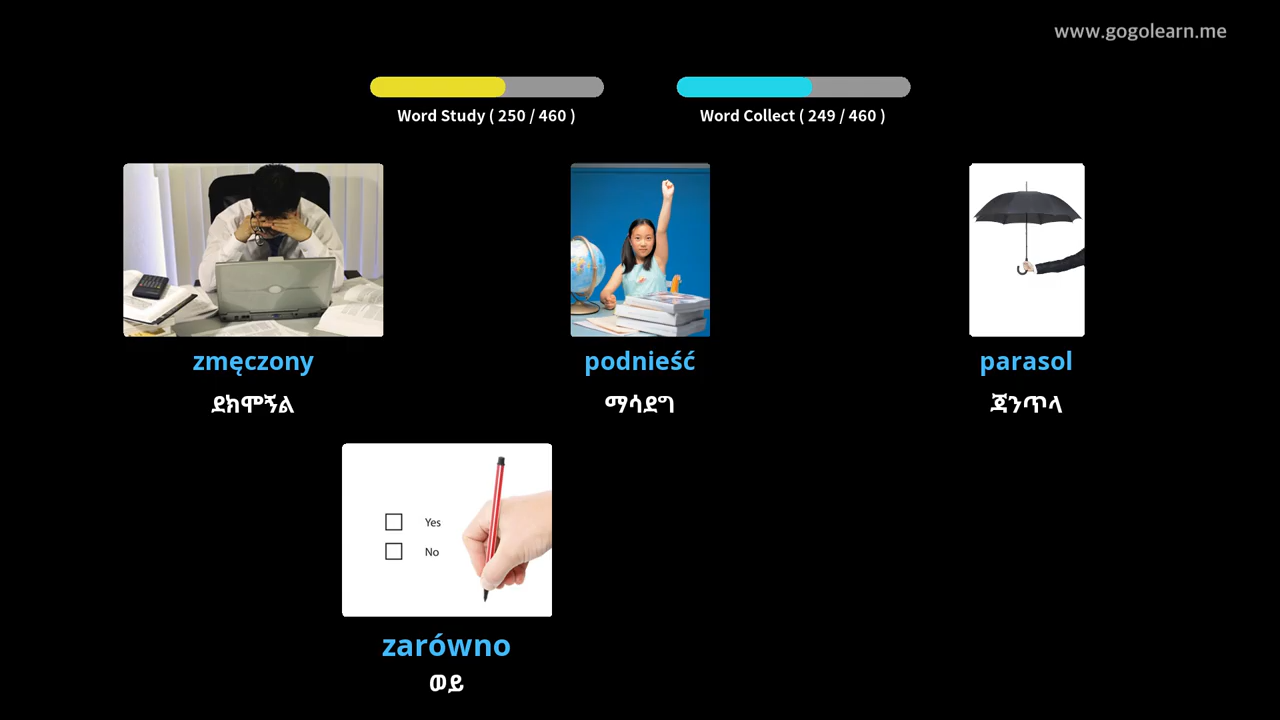 www.gogolearn.me
Word Study ( 250 / 460 )
Word Collect ( 249 / 460 )
zmęczony
podnieść
parasol
ደክሞኝል
ማሳደግ
ጃንጥላ
Yes
No
zarówno
ወይ